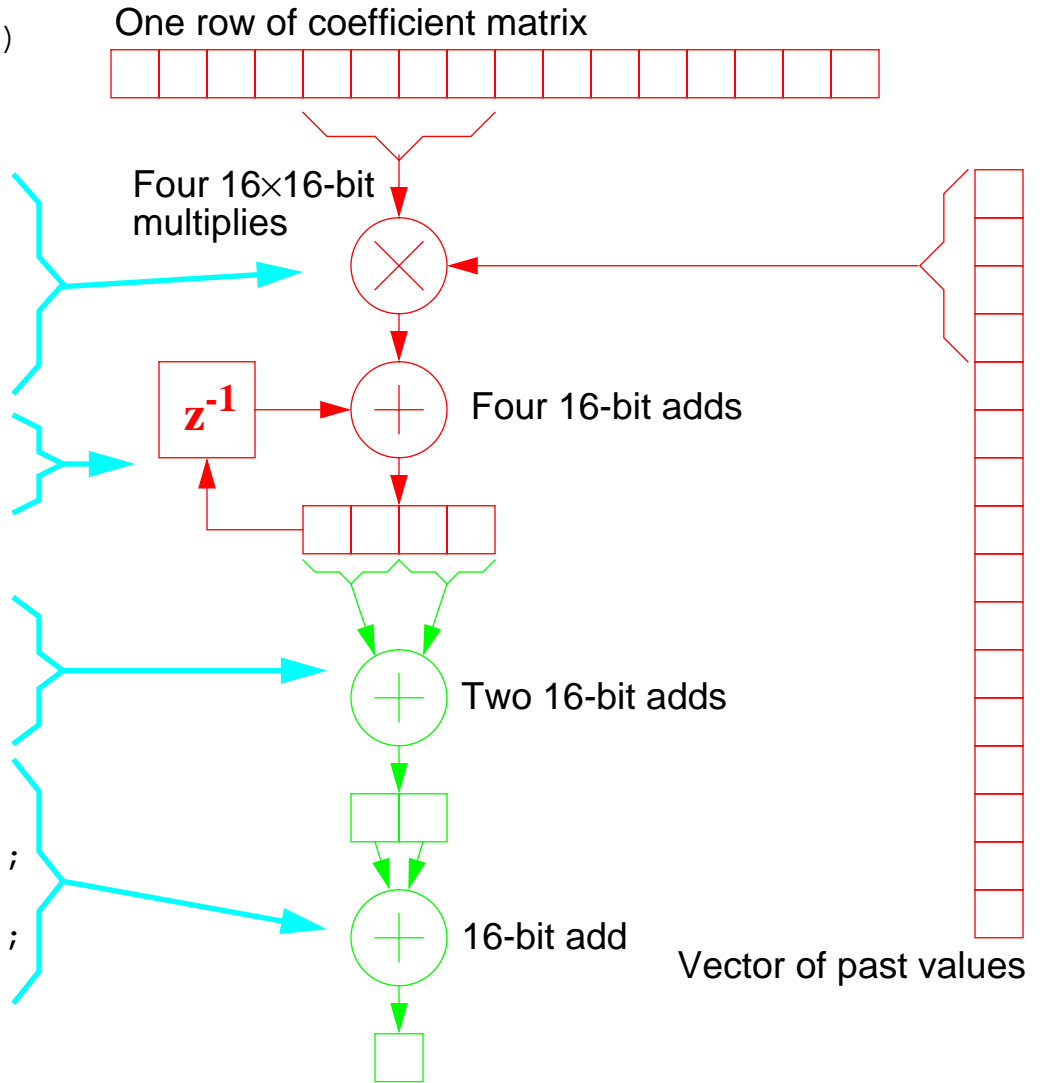 )
One row of coefficient matrix
Four 16×16-bit
multiplies
z⁻¹
Four 16-bit adds
Two 16-bit adds
;
;
16-bit add
Vector of past values